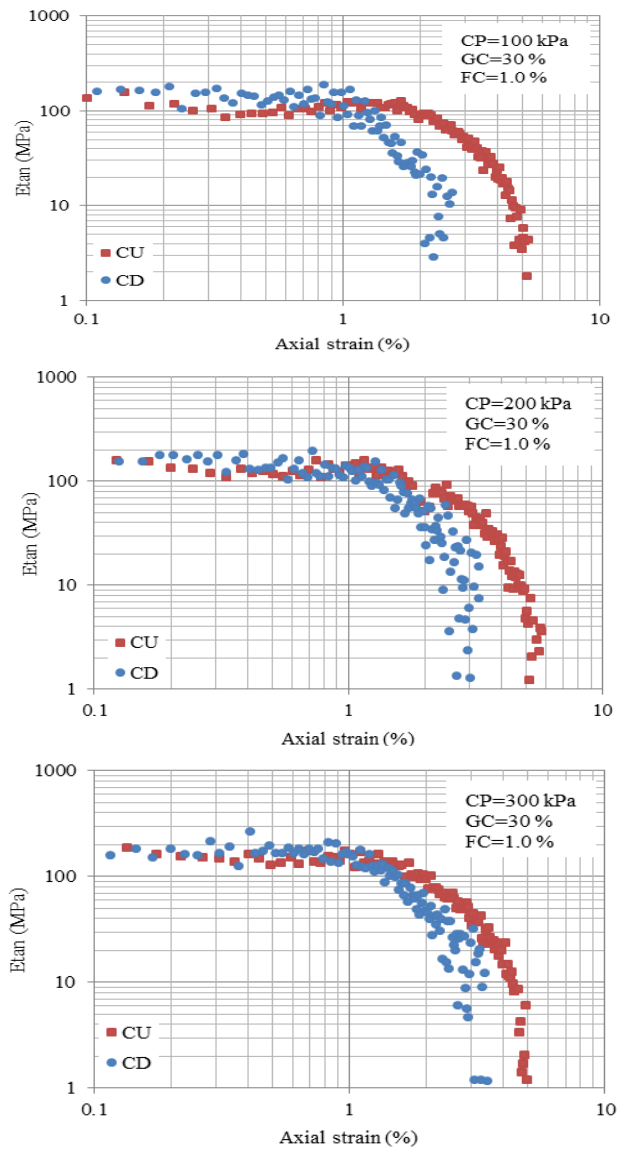 1000
CP=100 kPa
GC=30 %
FC=1.0 %
100
Etan (MPa)
10
CU
CD
1
0.1 1 10
Axial strain (%)
1000
CP=200 kPa
GC=30 %
FC=1.0 %
100
Etan (MPa)
10
CU
CD
1
0.1 1 10
Axial strain (%)
1000
CP=300 kPa
GC=30 %
FC=1.0 %
100
Etan (MPa)
10
CU
CD
1
0.1 1 10
Axial strain (%)